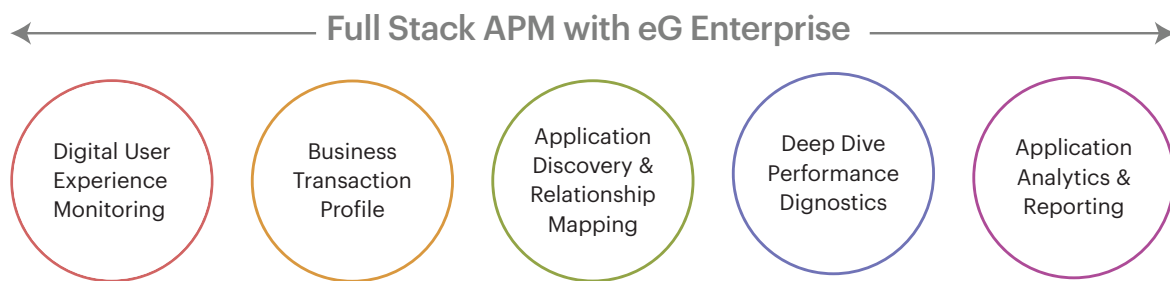 Full Stack APM with eG Enterprise
Digital User
Experience
Monitoring
Business
Transaction
Profile
Application
Discovery &
Relationship
Mapping
Deep Dive
Performance
Dignostics
Application
Analytics &
Reporting